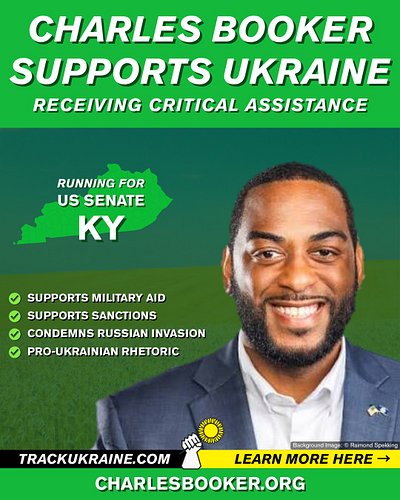 CHARLES BOOKER
SUPPORTS UKRAINE
RECEIVING CRITICAL ASSISTANCE
RUNNING FOR
US SENATE
KY
SUPPORTS MILITARY AID
SUPPORTS SANCTIONS
CONDEMNS RUSSIAN INVASION
PRO-UKRAINIAN RHETORIC
Background Image: © Raimond Spekking
TRACKUKRAINE.COM
LEARN MORE HERE →
CHARLESBOOKER.ORG